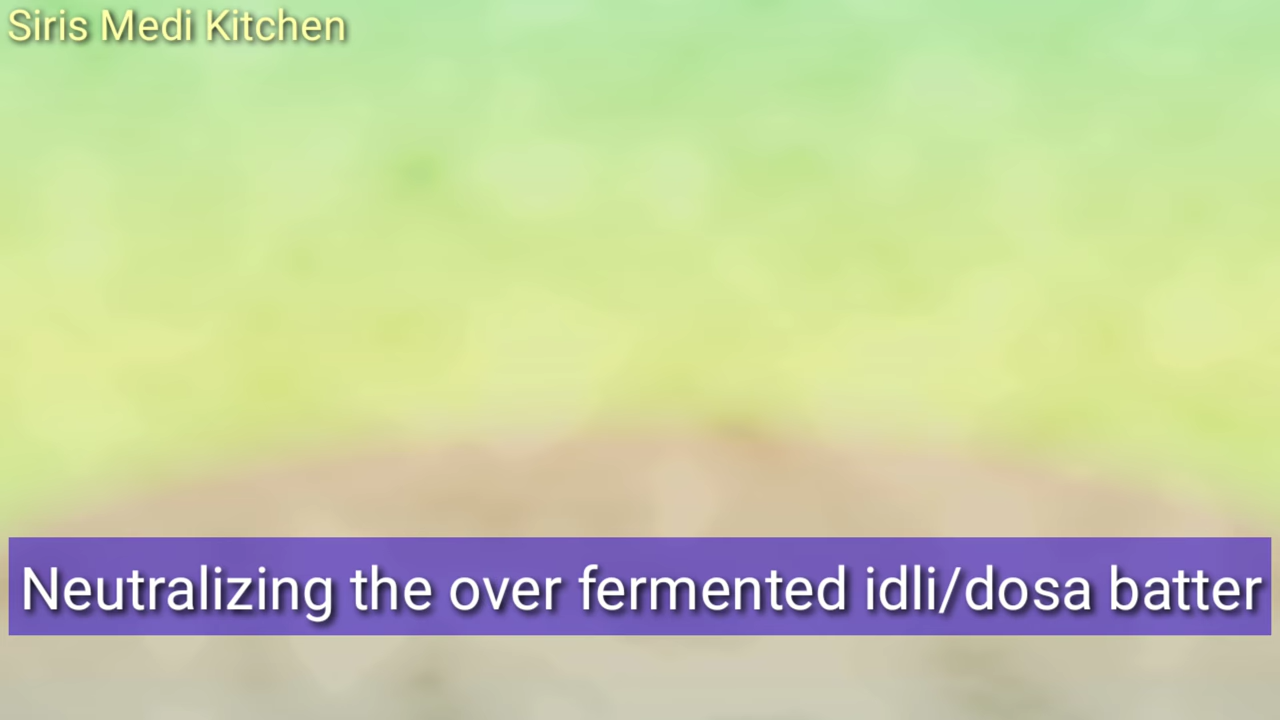 Siris Medi Kitchen
Neutralizing the over fermented idli/dosa batter